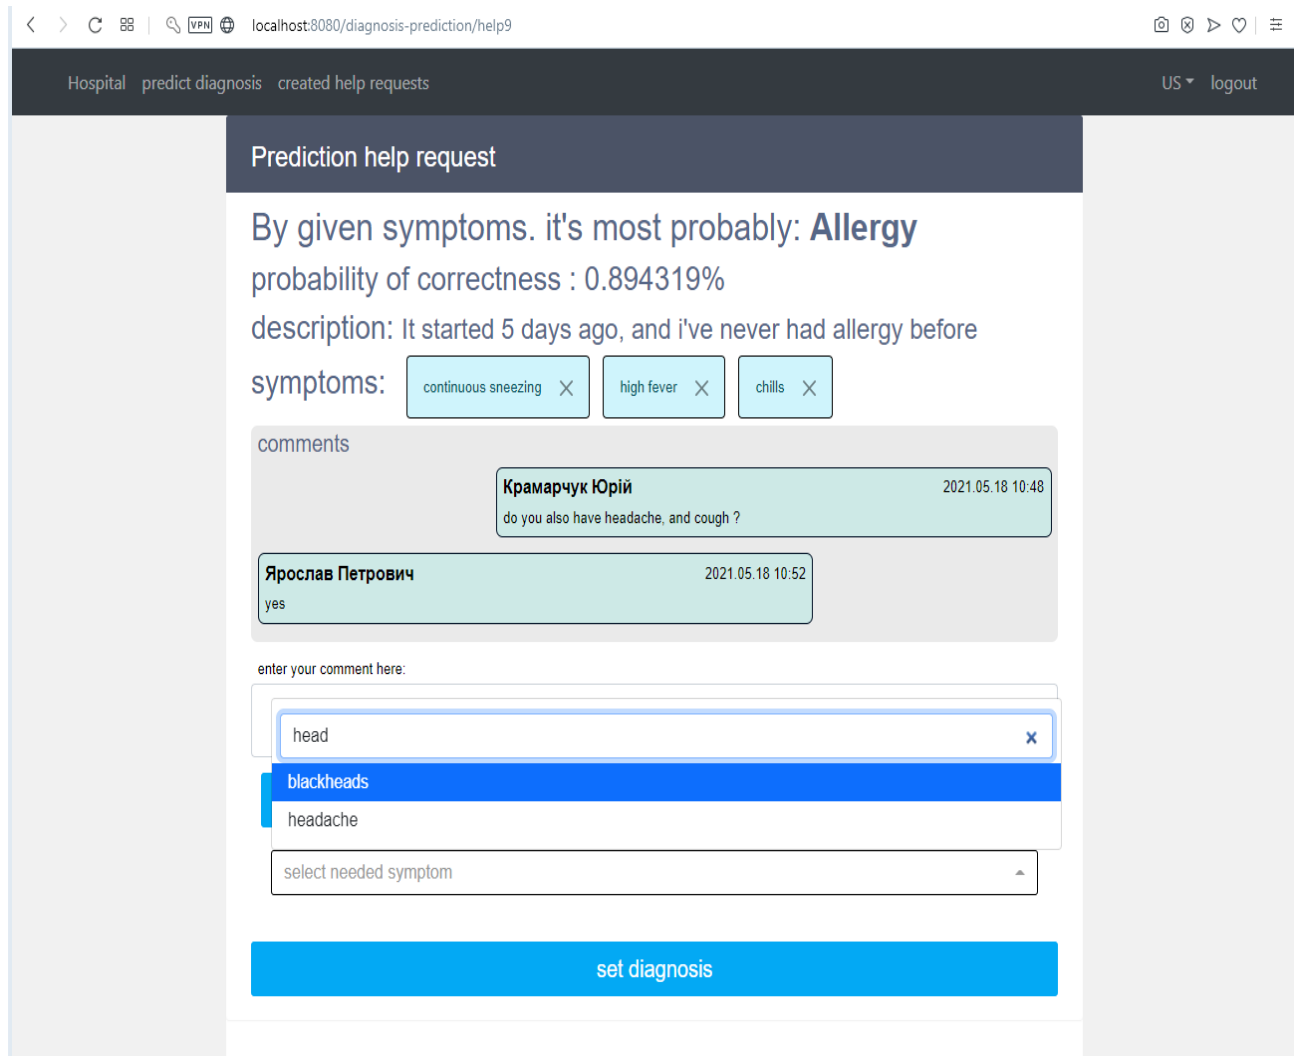 VPN localhost:8080/diagnosis-prediction/help9
Hospital predict diagnosis created help requests US logout
Prediction help request
By given symptoms. it's most probably: Allergy
probability of correctness : 0.894319%
description: It started 5 days ago, and i've never had allergy before
symptoms: continuous sneezing high fever chills
comments
Крамарчук Юрій 2021.05.18 10:48
do you also have headache, and cough ?
Ярослав Петрович 2021.05.18 10:52
yes
enter your comment here:
head
blackheads
headache
select needed symptom
set diagnosis